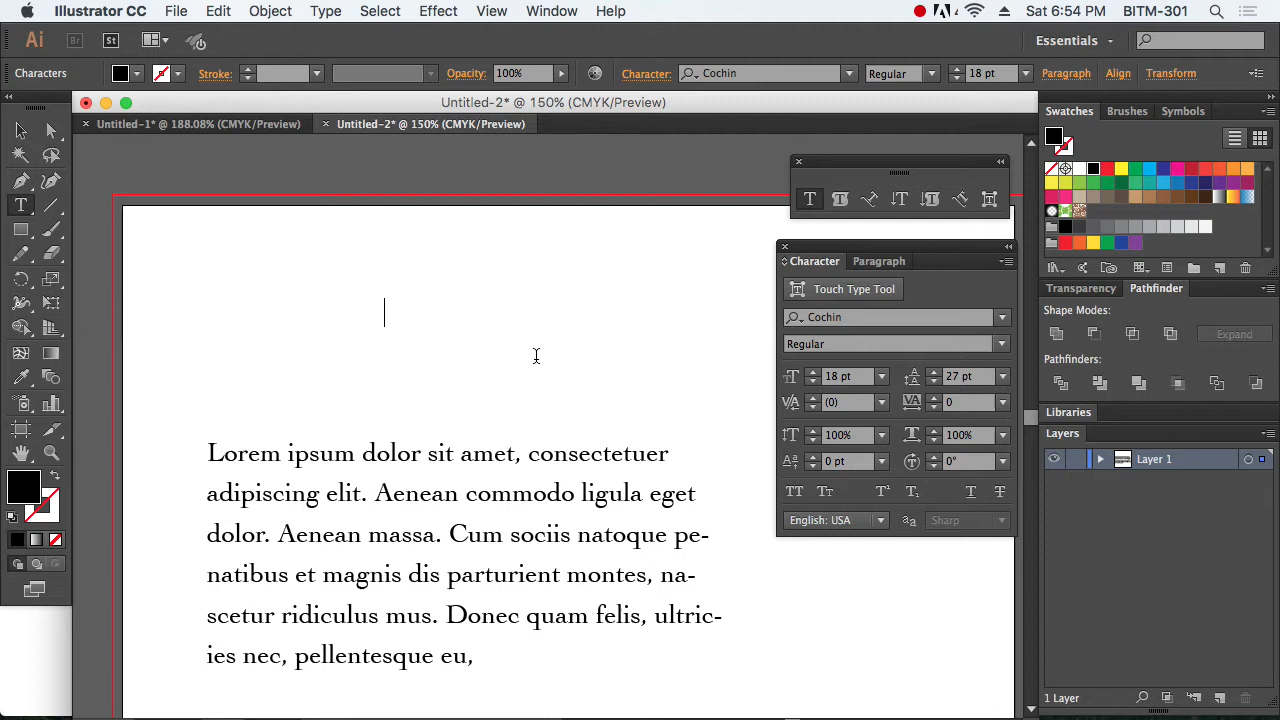 Illustrator CC File Edit Object Type Select Effect View Window Help 4 Sat 6:54 PM BITM-301
Ai Br St Essentials
Characters Stroke: Opacity: 100% Character: Cochin Regular 18 pt Paragraph Align Transform
Untitled-2* @ 150% (CMYK/Preview)
Untitled-1* @ 188.08% (CMYK/Preview) Untitled-2* @ 150% (CMYK/Preview)
Swatches Brushes Symbols
Character Paragraph
Touch Type Tool
Cochin
Regular
18 pt 27 pt
(0) 0
100% 100%
0 pt 0°
English: USA Sharp
Transparency Pathfinder
Shape Modes:
Expand
Pathfinders:
Libraries
Layers
Layer 1
1 Layer
Lorem ipsum dolor sit amet, consectetuer
adipiscing elit. Aenean commodo ligula eget
dolor. Aenean massa. Cum sociis natoque pe-
natibus et magnis dis parturient montes, na-
scetur ridiculus mus. Donec quam felis, ultric-
ies nec, pellentesque eu,